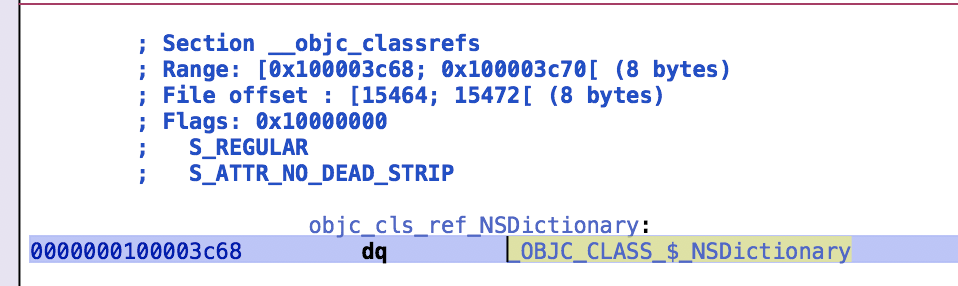 ; Section __objc_classrefs
; Range: [0x100003c68; 0x100003c70[ (8 bytes)
; File offset : [15464; 15472[ (8 bytes)
; Flags: 0x10000000
;   S_REGULAR
;   S_ATTR_NO_DEAD_STRIP
objc_cls_ref_NSDictionary:
0000000100003c68 dq _OBJC_CLASS_$_NSDictionary